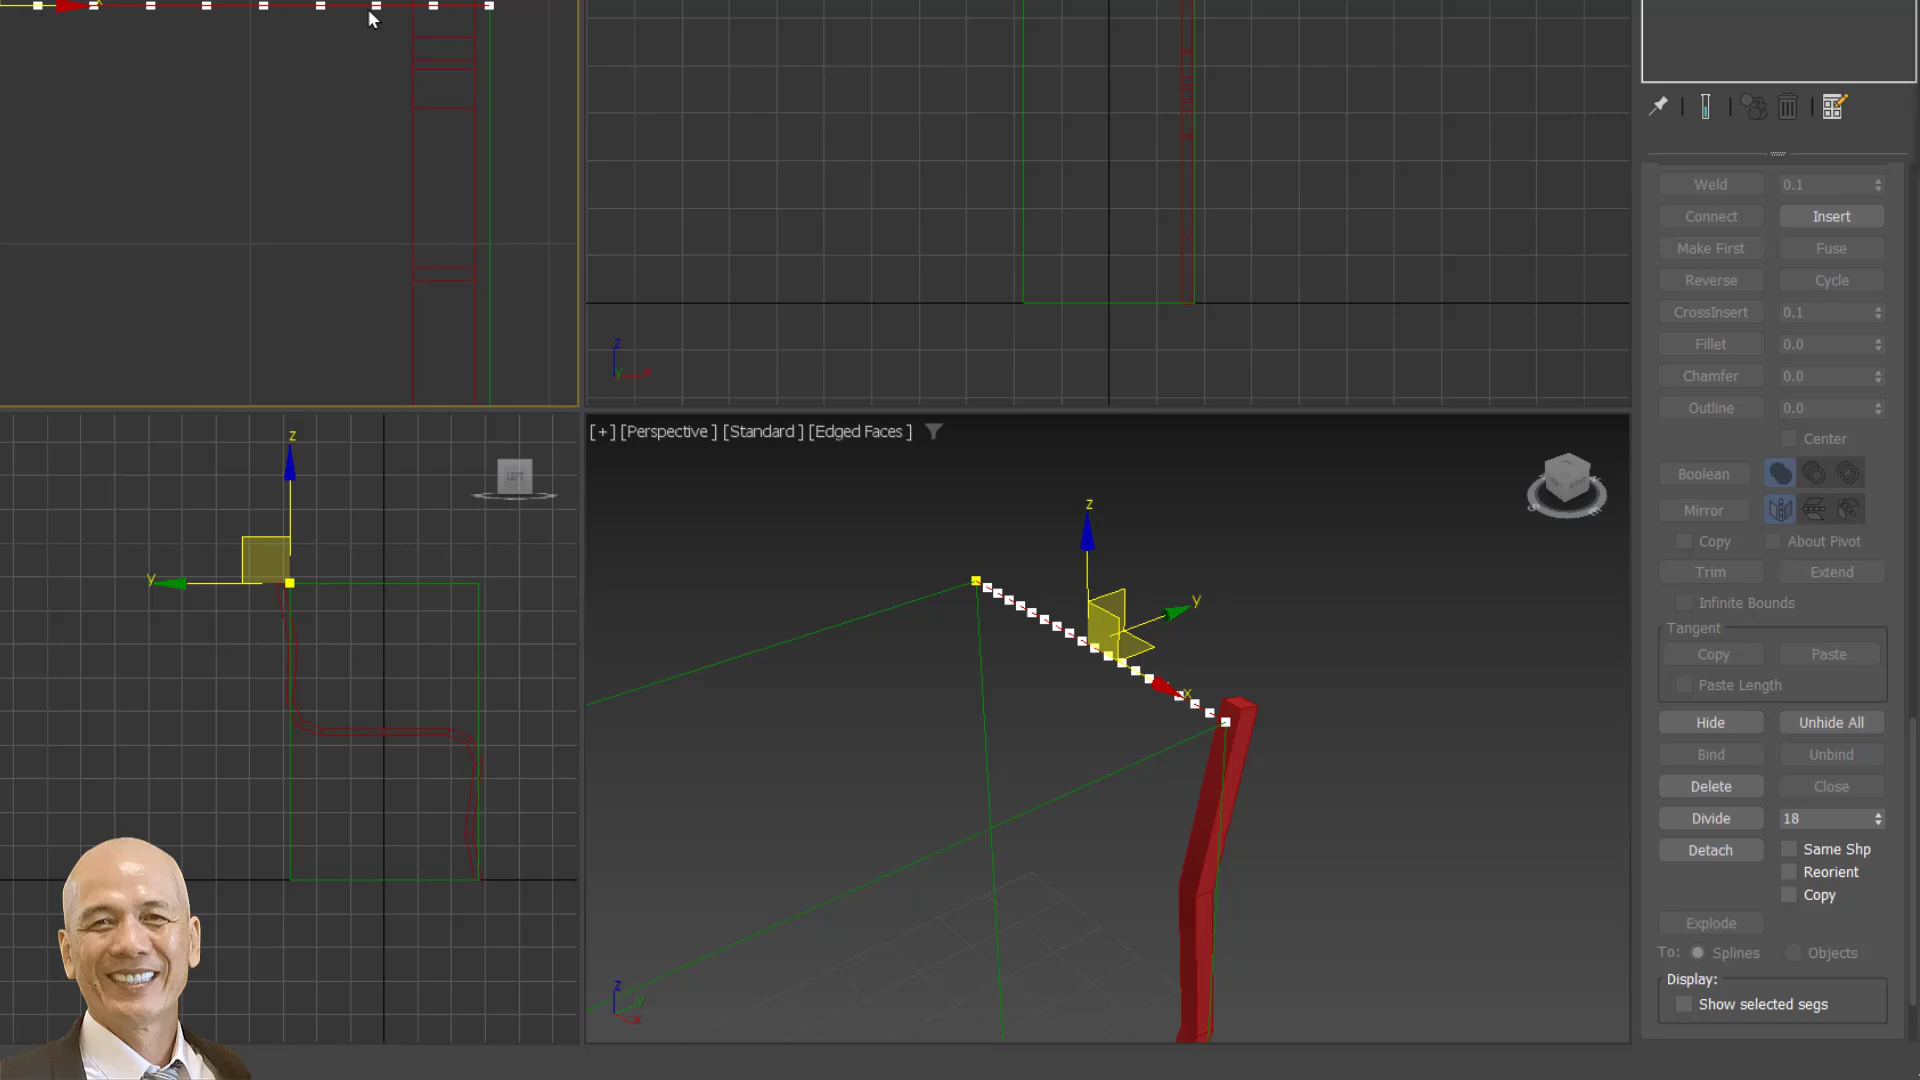 x
z
y x
[+] [Perspective ] [Standard ] [Edged Faces ]
z
y
LEFT
z
y
x
z
y
x
Weld 0.1
Connect Insert
Make First Fuse
Reverse Cycle
CrossInsert 0.1
Fillet 0.0
Chamfer 0.0
Outline 0.0
Center
Boolean
Mirror
Copy About Pivot
Trim Extend
Infinite Bounds
Tangent
Copy Paste
Paste Length
Hide Unhide All
Bind Unbind
Delete Close
Divide 18
Detach Same Shp
Reorient
Copy
Explode
To: Splines Objects
Display:
Show selected segs